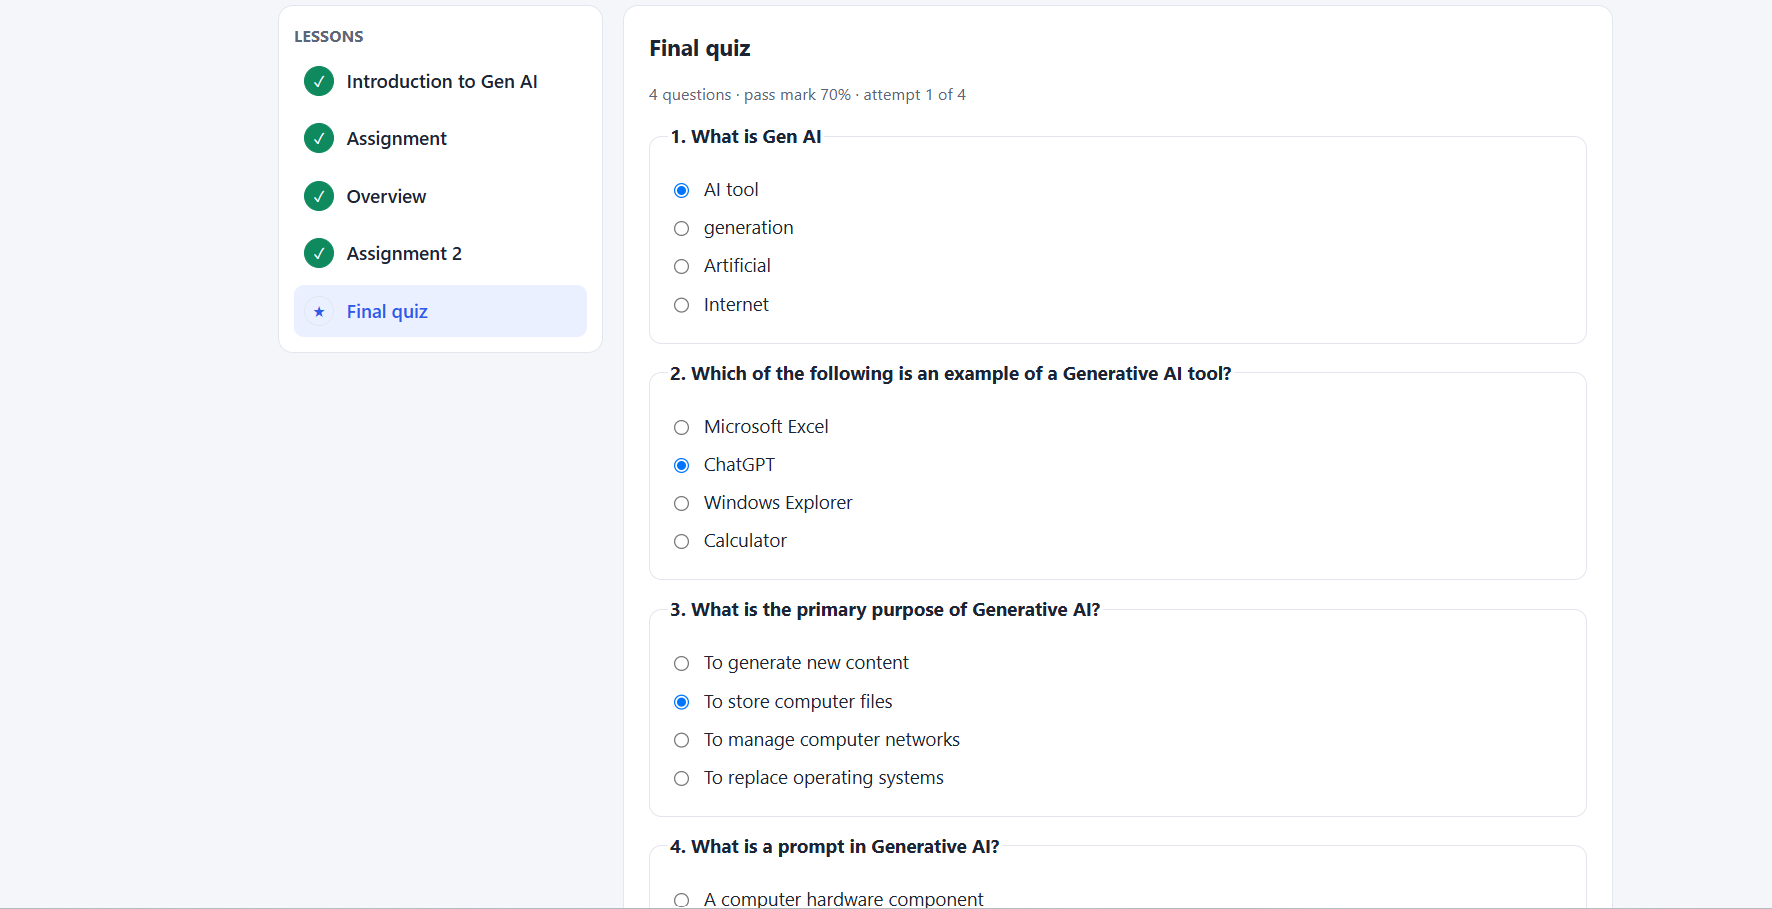 LESSONS
Introduction to Gen AI
Assignment
Overview
Assignment 2
Final quiz
Final quiz
4 questions · pass mark 70% · attempt 1 of 4
1. What is Gen AI
AI tool
generation
Artificial
Internet
2. Which of the following is an example of a Generative AI tool?
Microsoft Excel
ChatGPT
Windows Explorer
Calculator
3. What is the primary purpose of Generative AI?
To generate new content
To store computer files
To manage computer networks
To replace operating systems
4. What is a prompt in Generative AI?
A computer hardware component